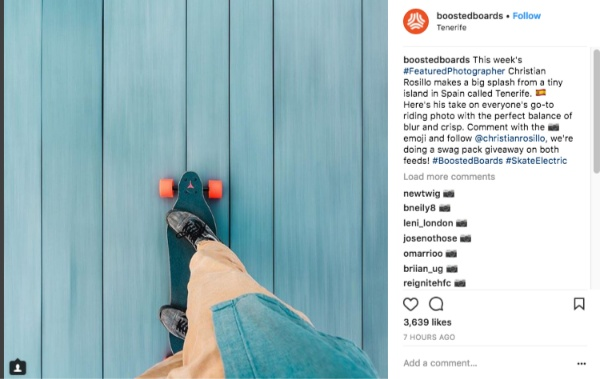 boostedboards • Follow
Tenerife
boostedboards This week's
#FeaturedPhotographer Christian
Rosillo makes a big splash from a tiny
island in Spain called Tenerife. 🇪🇸
Here's his take on everyone's go-to
riding photo with the perfect balance of
blur and crisp. Comment with the 📷
emoji and follow @christianrosillo, we're
doing a swag pack giveaway on both
feeds! #BoostedBoards #SkateElectric
Load more comments
newtwig 📷
bneily8 📷
leni_london 📷
josenothose 📷
omarrioo 📷
briian_ug 📷
reignitehfc 📷
3,639 likes
7 HOURS AGO
Add a comment...